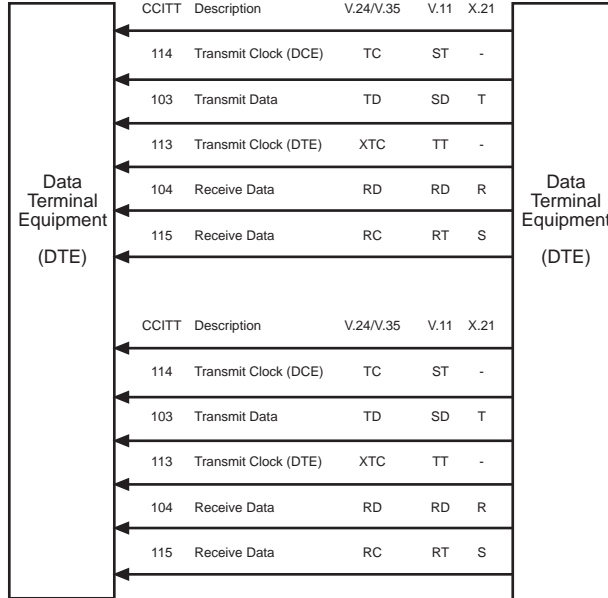 CCITT Description V.24/V.35 V.11 X.21
114 Transmit Clock (DCE) TC ST -
103 Transmit Data TD SD T
113 Transmit Clock (DTE) XTC TT -
104 Receive Data RD RD R
115 Receive Data RC RT S
Data
Terminal
Equipment
(DTE)
Data
Terminal
Equipment
(DTE)
CCITT Description V.24/V.35 V.11 X.21
114 Transmit Clock (DCE) TC ST -
103 Transmit Data TD SD T
113 Transmit Clock (DTE) XTC TT -
104 Receive Data RD RD R
115 Receive Data RC RT S